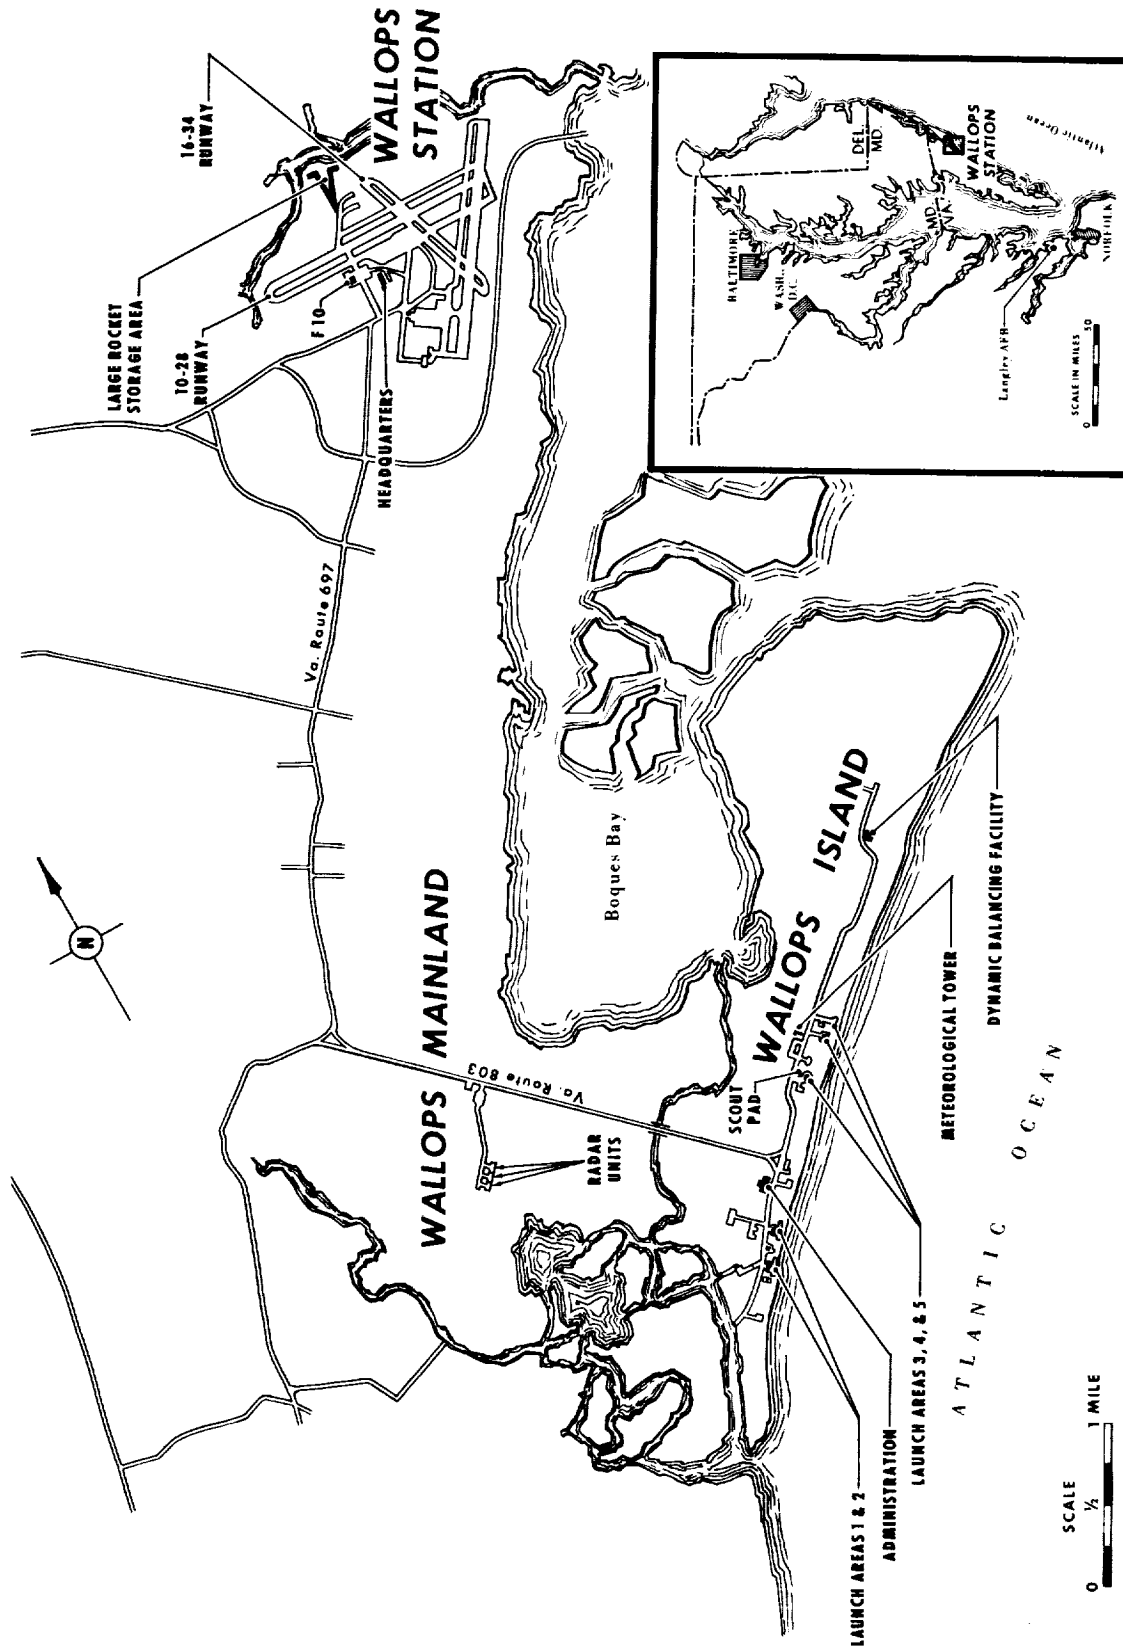 LARGE ROCKET
STORAGE AREA
16-34
RUNWAY
10-28
RUNWAY
WALLOPS
STATION
F 10
HEADQUARTERS
Va. Route 697
N
WALLOPS MAINLAND
Va. Route 803
RADAR
UNITS
Boques Bay
SCOUT
PAD
WALLOPS ISLAND
METEOROLOGICAL TOWER
DYNAMIC BALANCING FACILITY
LAUNCH AREAS 1 & 2
ADMINISTRATION
LAUNCH AREAS 3, 4, & 5
ATLANTIC OCEAN
SCALE
0 ½ 1 MILE
BALTIMORE
WASH.,
D.C.
DEL.
MD.
MD.
VA.
WALLOPS
STATION
Atlantic Ocean
Langley AFB
NORFOLK
SCALE IN MILES
0 50